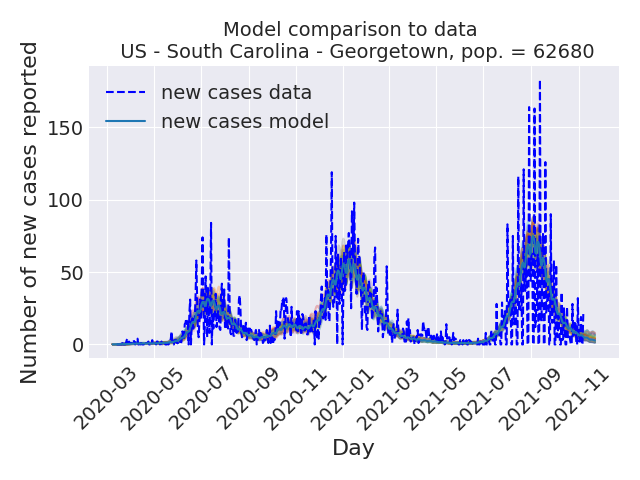 Model comparison to data
US - South Carolina - Georgetown, pop. = 62680
new cases data
new cases model
Number of new cases reported
150
100
50
0
2020-03
2020-05
2020-07
2020-09
2020-11
2021-01
2021-03
2021-05
2021-07
2021-09
2021-11
Day